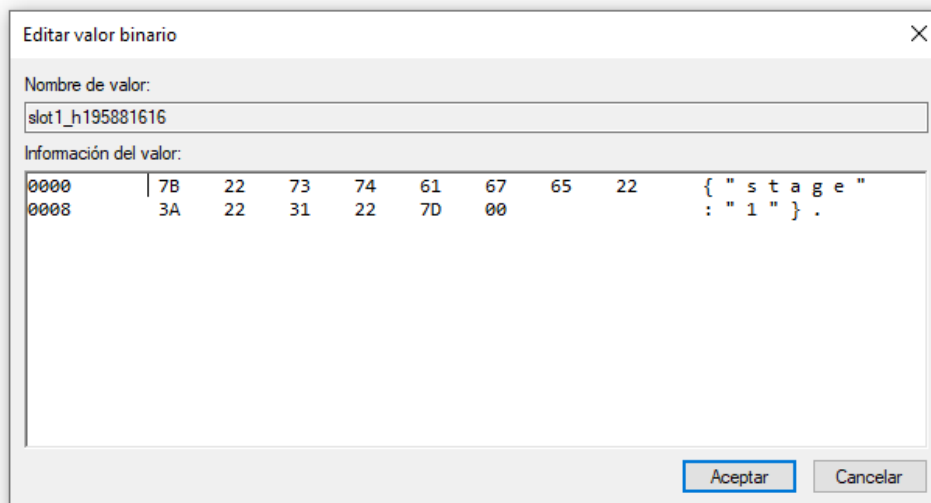 Editar valor binario
Nombre de valor:
slot1_h195881616
Información del valor:
0000 7B 22 73 74 61 67 65 22 { " s t a g e "
0008 3A 22 31 22 7D 00 : " 1 " } .
Aceptar Cancelar